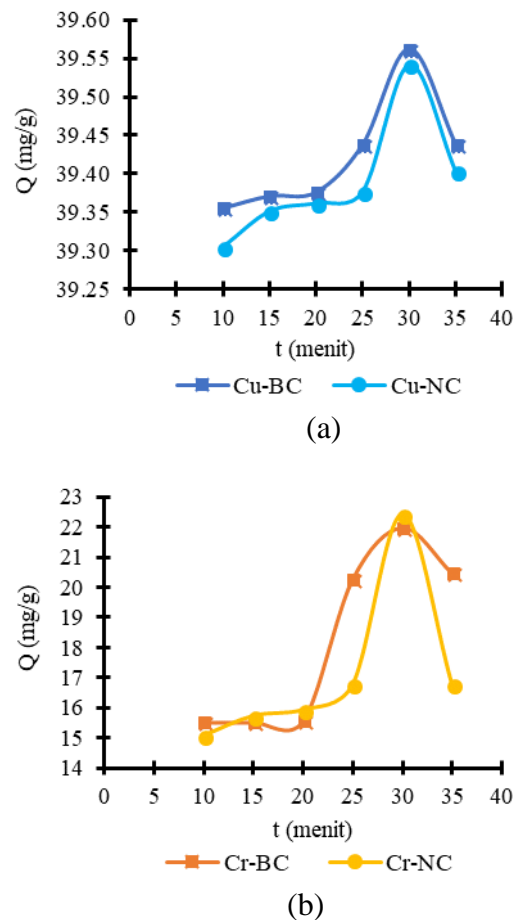 Q (mg/g)
39.60
39.55
39.50
39.45
39.40
39.35
39.30
39.25
0 5 10 15 20 25 30 35 40
t (menit)
Cu-BC Cu-NC
(a)
Q (mg/g)
23
22
21
20
19
18
17
16
15
14
0 5 10 15 20 25 30 35 40
t (menit)
Cr-BC Cr-NC
(b)